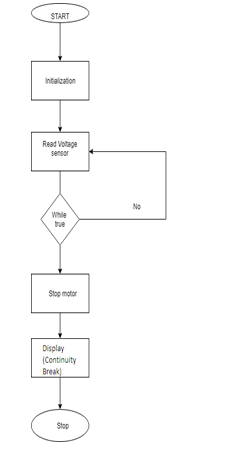 START
Initialization
Read Voltage
sensor
While
true
No
Stop motor
Display
(Continuity
Break)
Stop